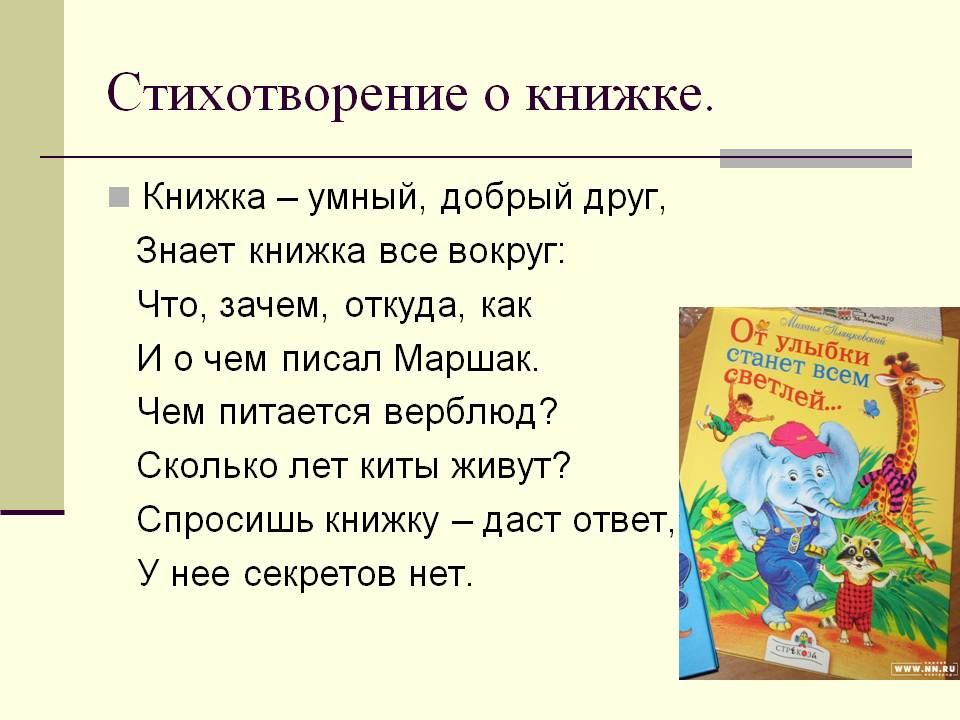 Стихотворение о книжке.
Книжка – умный, добрый друг,
Знает книжка все вокруг:
Что, зачем, откуда, как
И о чем писал Маршак.
Чем питается верблюд?
Сколько лет киты живут?
Спросишь книжку – даст ответ,
У нее секретов нет.
Михаил Пляцковский
От улыбки
станет всем
светлей...
СТРЕКОЗА
WWW.NN.RU